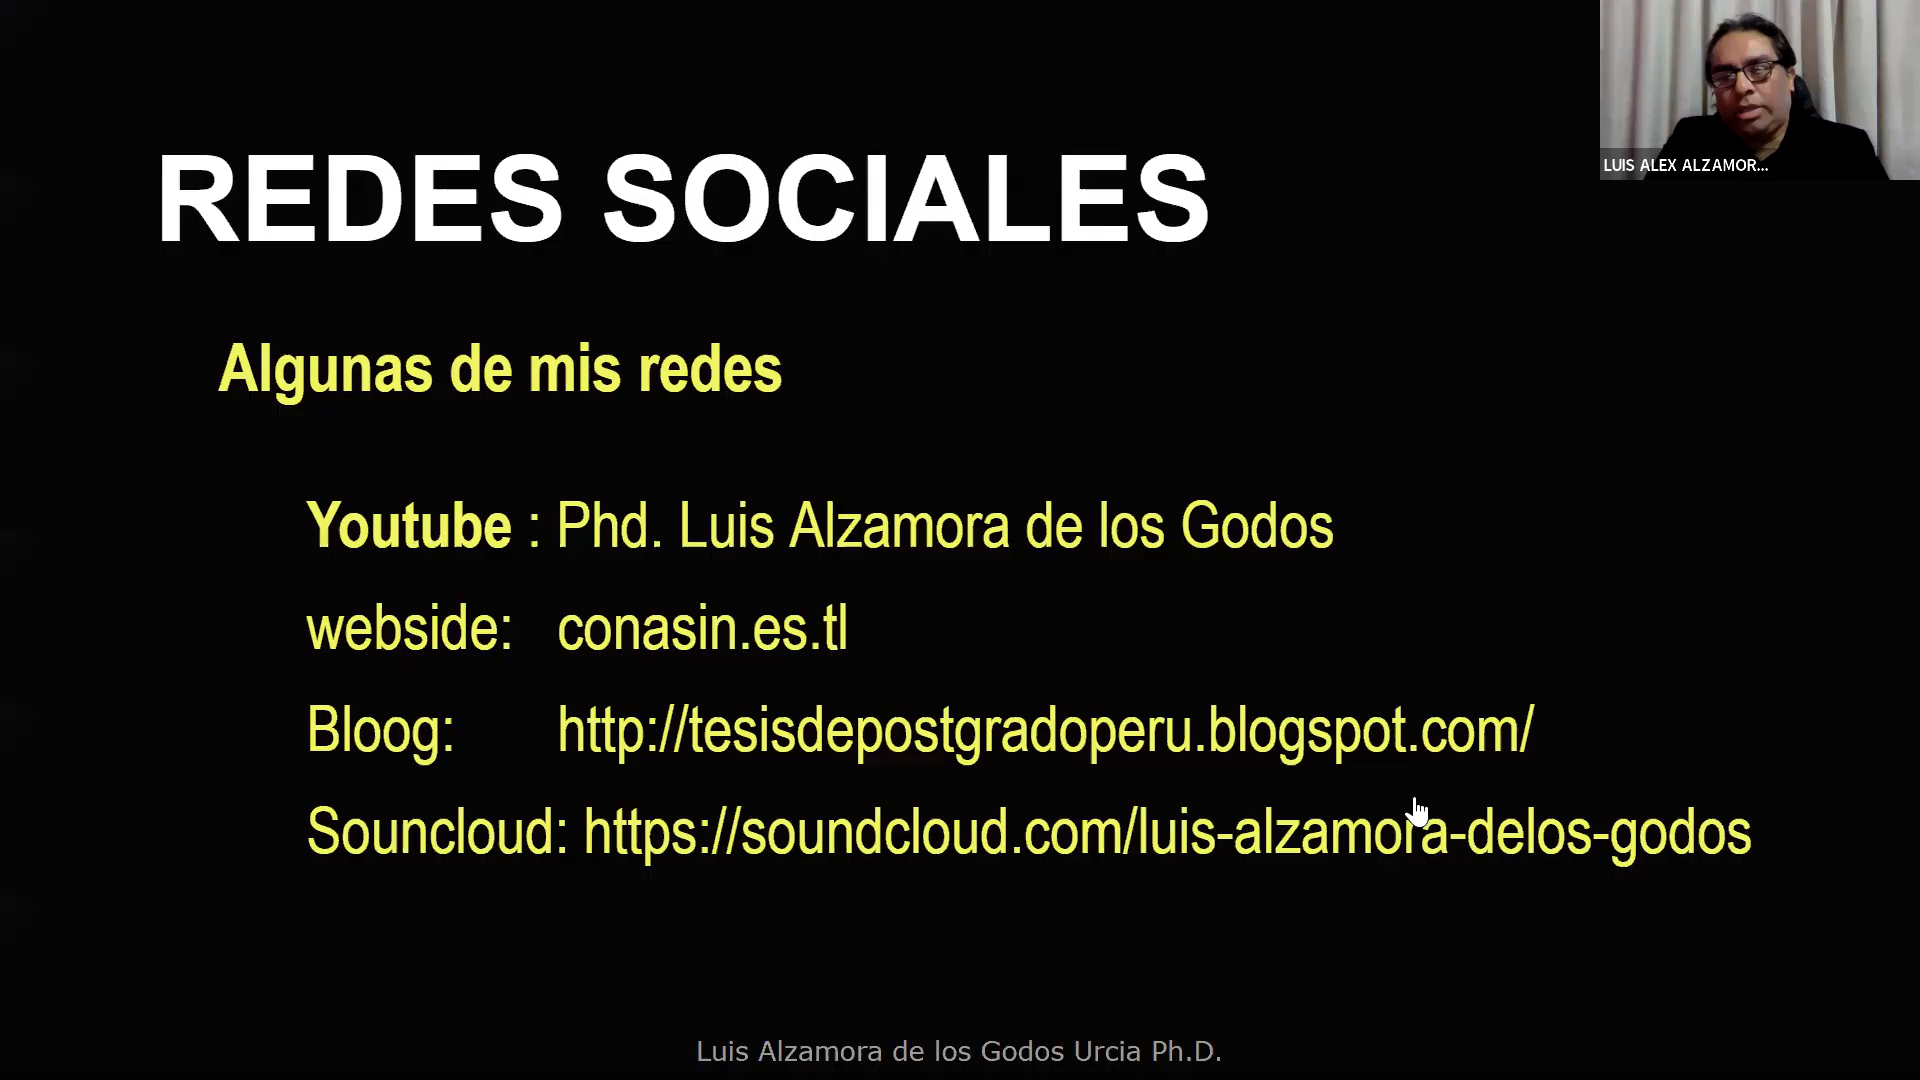 LUIS ALEX ALZAMOR...
REDES SOCIALES
Algunas de mis redes
Youtube : Phd. Luis Alzamora de los Godos
webside: conasin.es.tl
Bloog: http://tesisdepostgradoperu.blogspot.com/
Souncloud: https://soundcloud.com/luis-alzamora-delos-godos
Luis Alzamora de los Godos Urcia Ph.D.